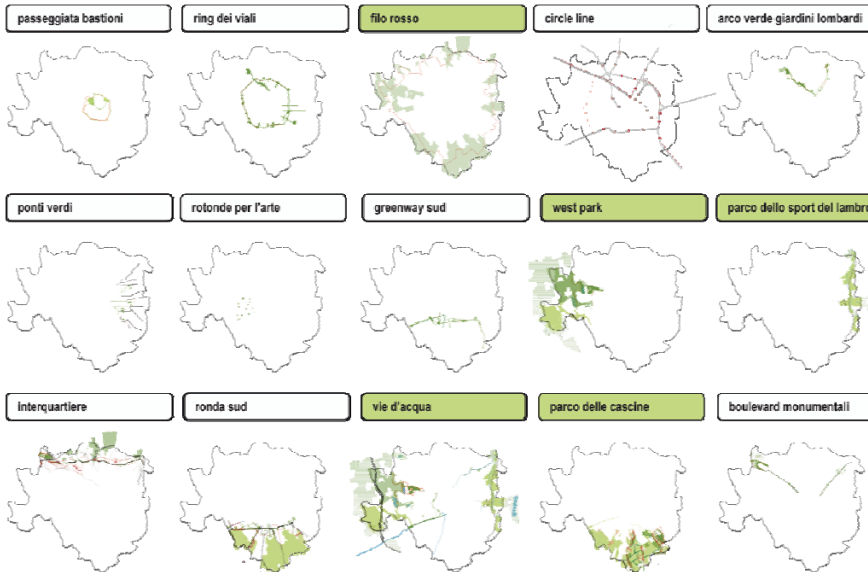 passeggiata bastioni
ring dei viali
filo rosso
circle line
arco verde giardini lombardi
ponti verdi
rotonde per l'arte
greenway sud
west park
parco dello sport del lambro
interquartiere
ronda sud
vie d'acqua
parco delle cascine
boulevard monumentali